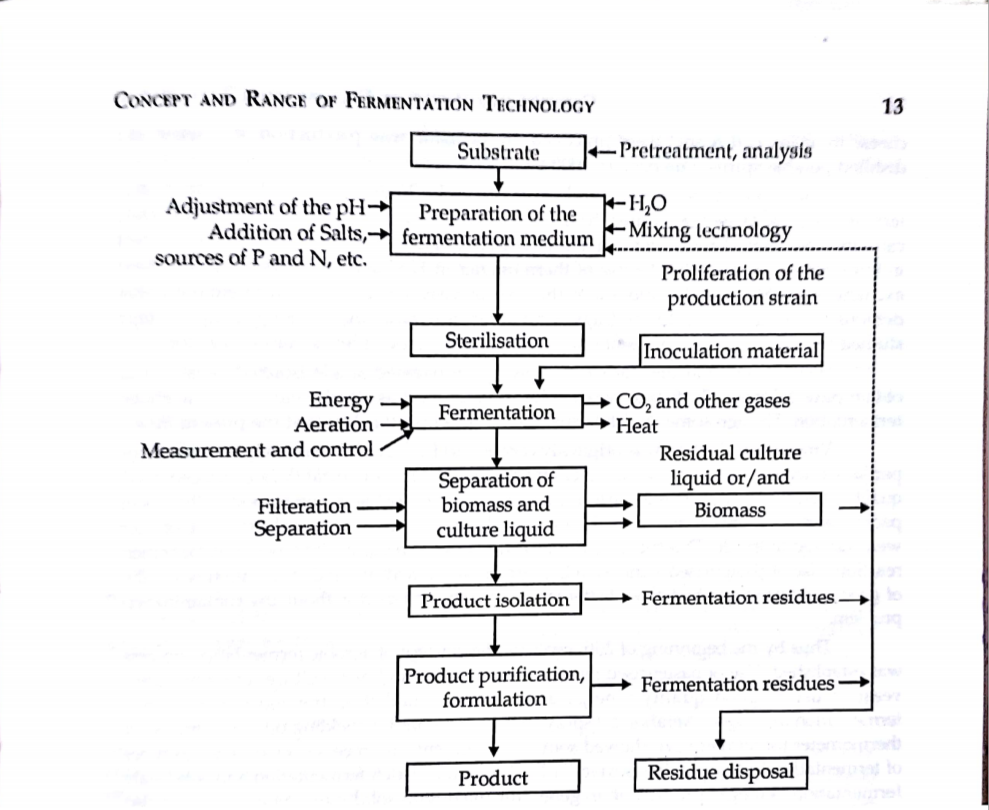 CONCEPT AND RANGE OF FERMENTATION TECHNOLOGY
13
Substrate
Pretreatment, analysis
Adjustment of the pH
Addition of Salts,
sources of P and N, etc.
Preparation of the
fermentation medium
H₂O
Mixing technology
Proliferation of the
production strain
Sterilisation
Inoculation material
Energy
Aeration
Measurement and control
Fermentation
CO₂ and other gases
Heat
Filteration
Separation
Separation of
biomass and
culture liquid
Residual culture
liquid or/and
Biomass
Product isolation
Fermentation residues
Product purification,
formulation
Fermentation residues
Product
Residue disposal